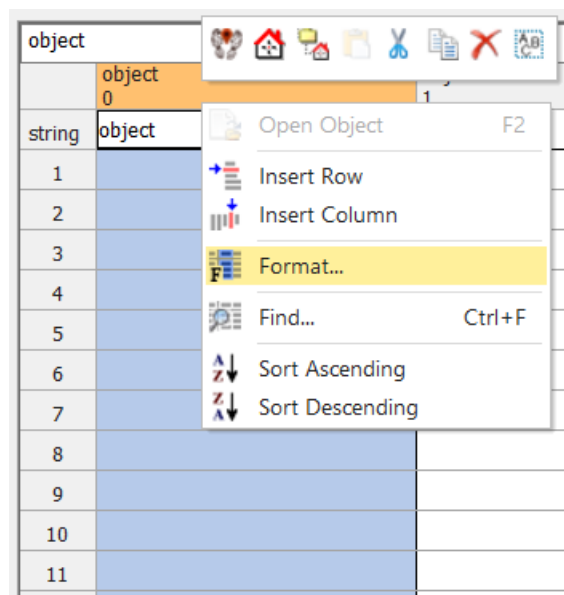 object
object
0
1
string object
Open Object F2
Insert Row
Insert Column
Format...
Find... Ctrl+F
Sort Ascending
Sort Descending
1
2
3
4
5
6
7
8
9
10
11